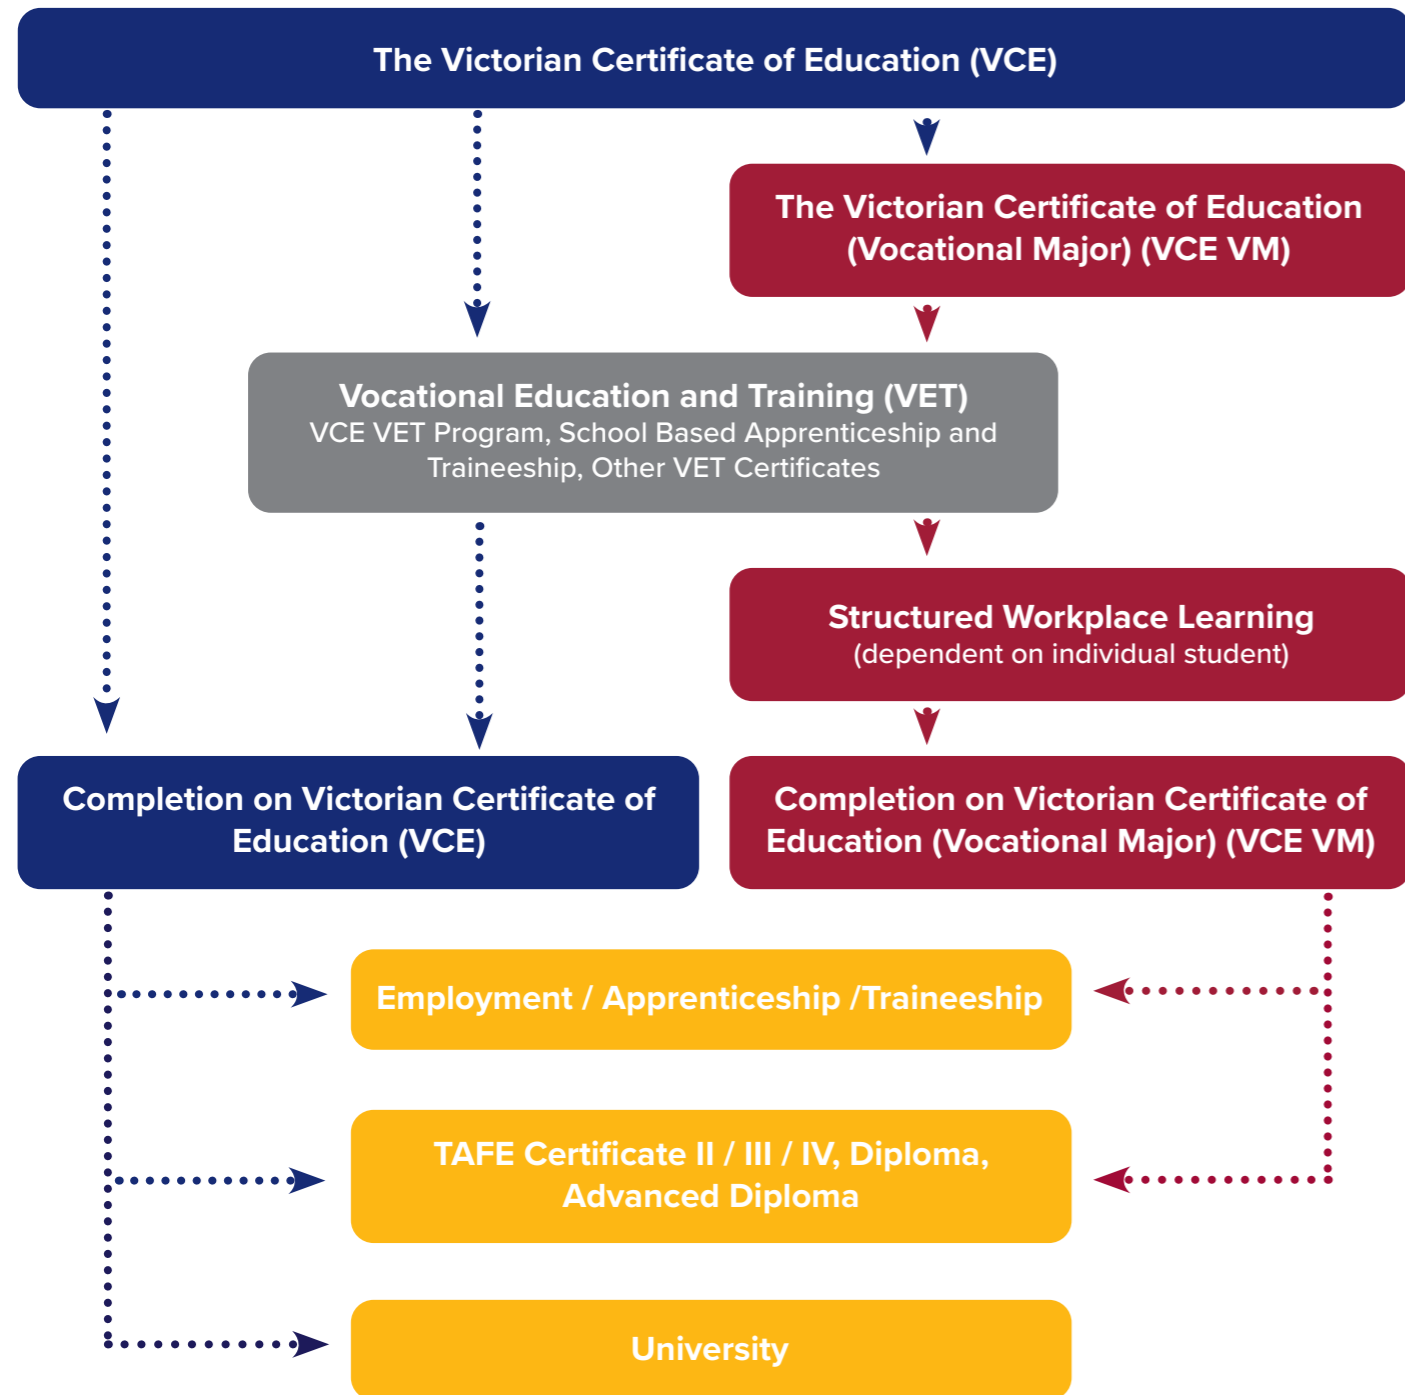 The Victorian Certificate of Education (VCE)
The Victorian Certificate of Education
(Vocational Major) (VCE VM)
Vocational Education and Training (VET)
VCE VET Program, School Based Apprenticeship and
Traineeship, Other VET Certificates
Structured Workplace Learning
(dependent on individual student)
Completion on Victorian Certificate of
Education (VCE)
Completion on Victorian Certificate of
Education (Vocational Major) (VCE VM)
Employment / Apprenticeship /Traineeship
TAFE Certificate II / III / IV, Diploma,
Advanced Diploma
University